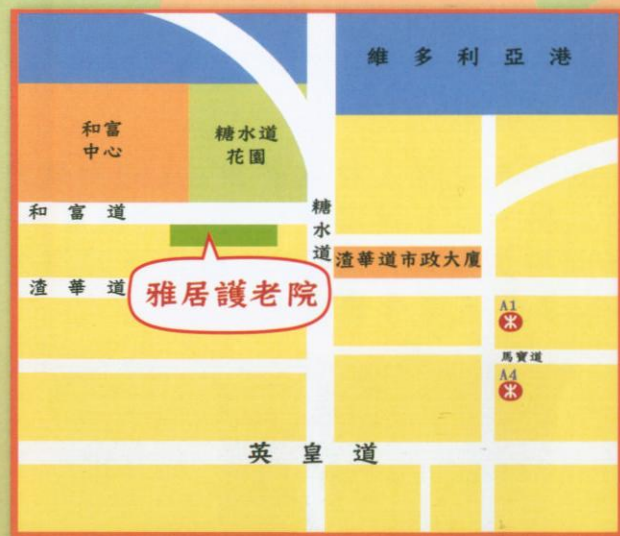 維多利亞港
和富
中心
糖水道
花園
和富道
糖水道
渣華道市政大廈
渣華道
雅居護老院
A1
馬寶道
A4
英皇道